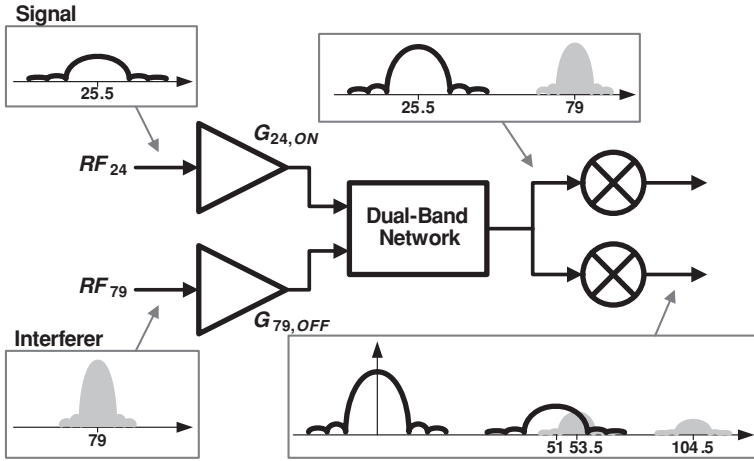 Signal
25.5
25.5
79
G24,ON
RF24
Dual-Band
Network
RF79
G79,OFF
Interferer
79
51 53.5
104.5